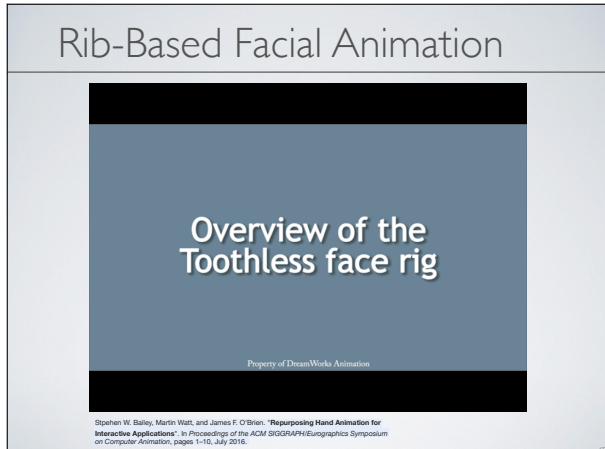 Rib-Based Facial Animation
Overview of the
Toothless face rig
Property of DreamWorks Animation
Stpehen W. Bailey, Martin Watt, and James F. O'Brien. "Repurposing Hand Animation for
Interactive Applications". In Proceedings of the ACM SIGGRAPH/Eurographics Symposium
on Computer Animation, pages 1–10, July 2016.